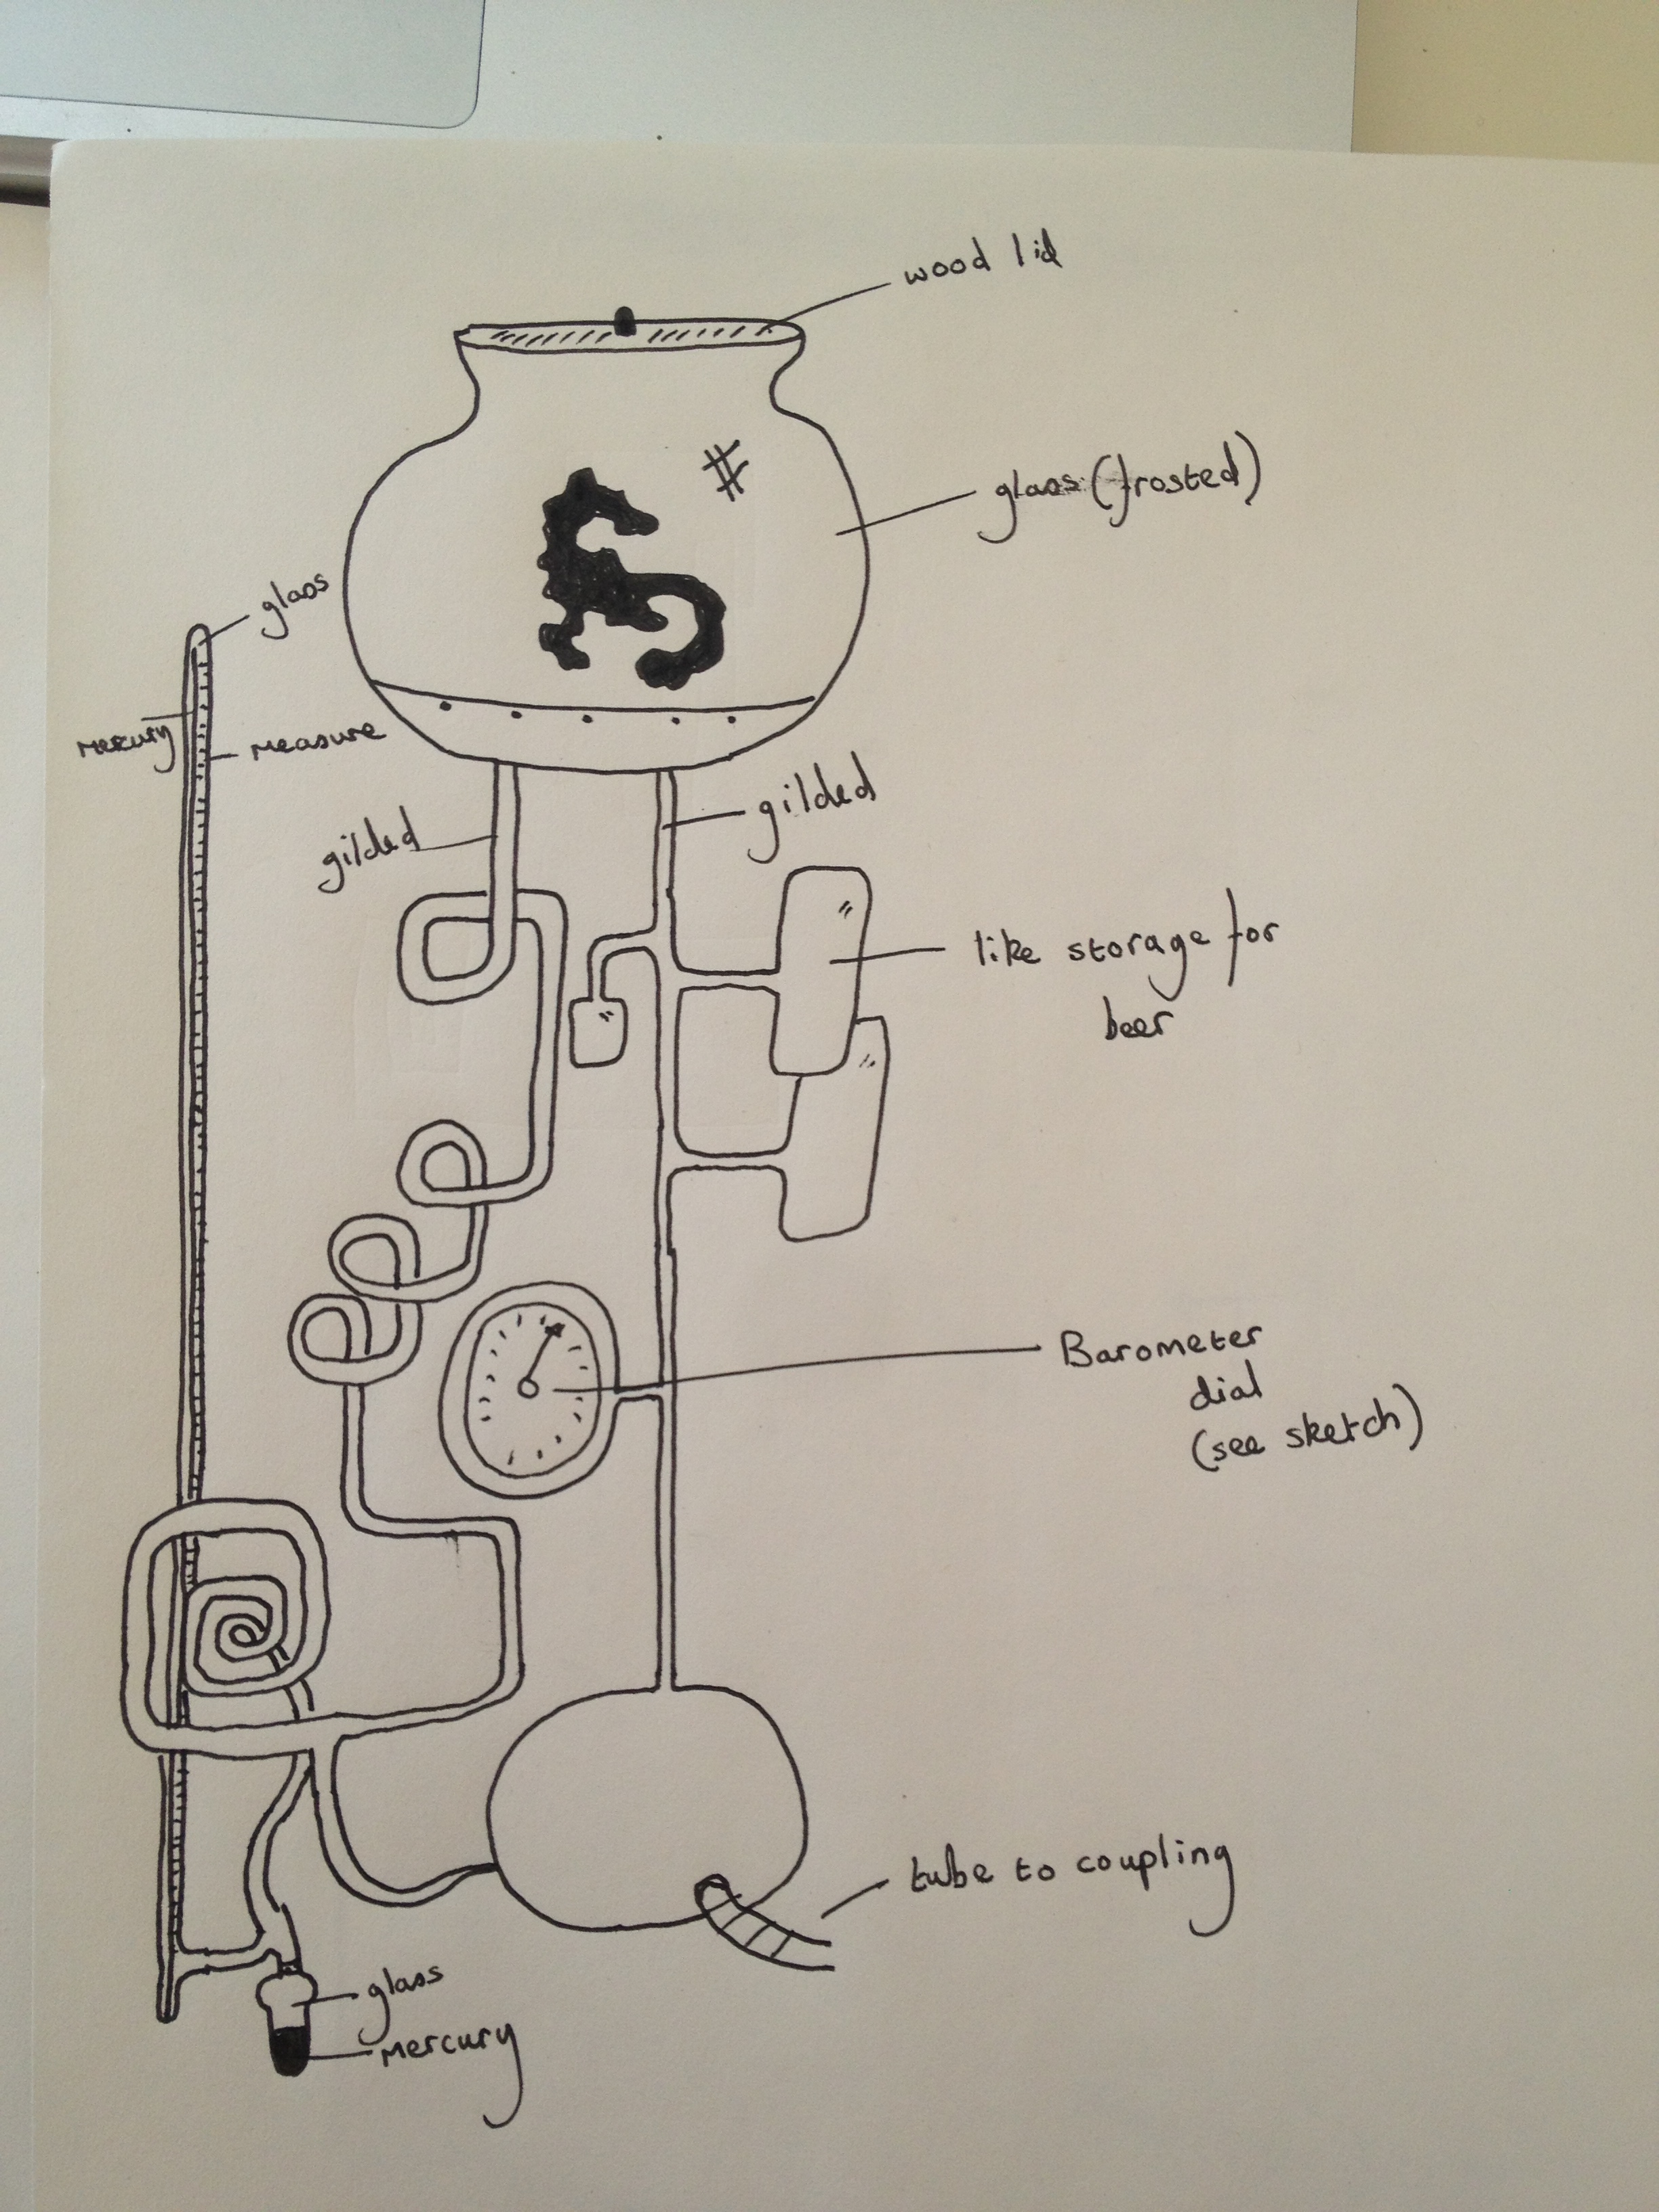 wood lid
glass (frosted)
glass
mercury
measure
gilded
gilded
like storage for
beer
Barometer
dial
(see sketch)
tube to coupling
glass
mercury